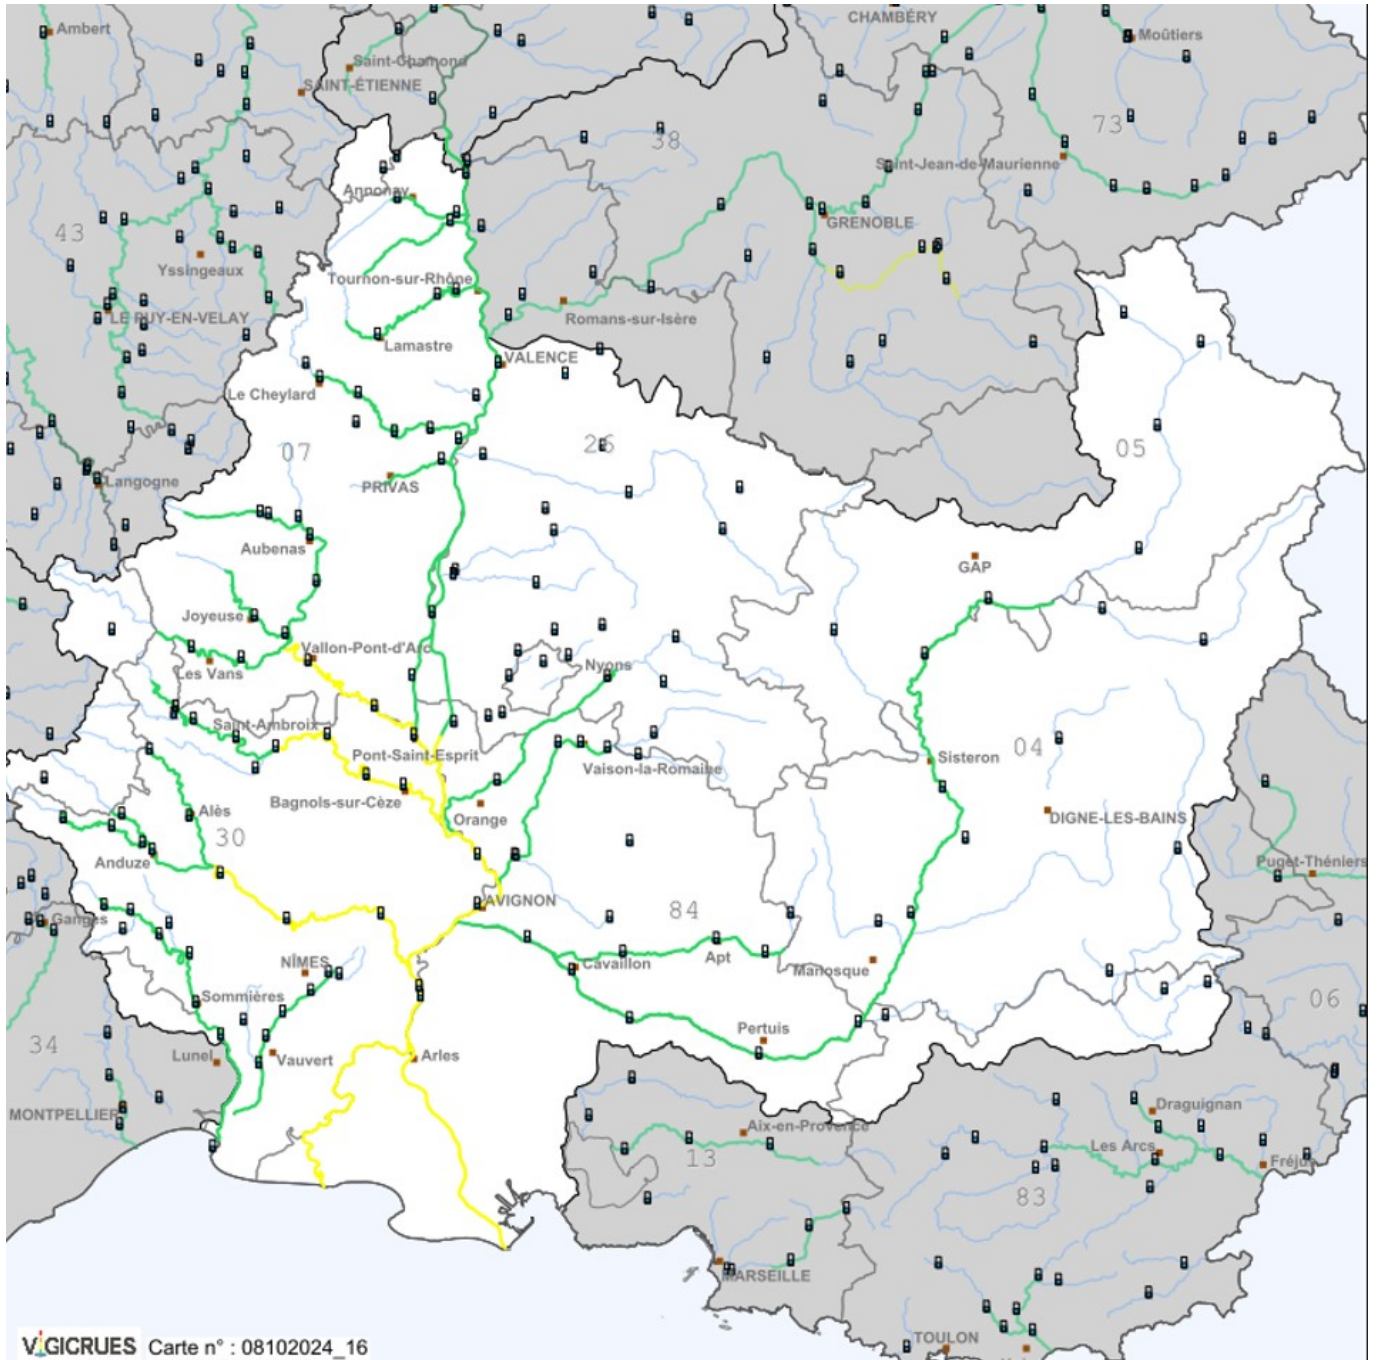 Ambert
CHAMBÉRY
Moûtiers
Saint-Chamond
SAINT-ÉTIENNE
73
38
Saint-Jean-de-Maurienne
Annonay
GRENOBLE
43
Yssingeaux
Tournon-sur-Rhône
LE PUY-EN-VELAY
Romans-sur-Isère
Lamastre
VALENCE
Le Cheylard
07
26
05
Langogne
PRIVAS
Aubenas
GAP
Joyeuse
Vallon-Pont-d'Arc
Les Vans
Nyons
Saint-Ambroix
Pont-Saint-Esprit
Vaison-la-Romaine
04
Sisteron
Bagnols-sur-Cèze
Alès
Orange
DIGNE-LES-BAINS
30
Anduze
Puget-Théniers
AVIGNON
84
Ganges
NÎMES
Cavaillon
Apt
Manosque
Sommières
06
34
Lunel
Vauvert
Arles
Pertuis
MONTPELLIER
Draguignan
Aix-en-Provence
Les Arcs
13
Fréjus
83
MARSEILLE
TOULON
VIGICRUES Carte n° : 08102024_16